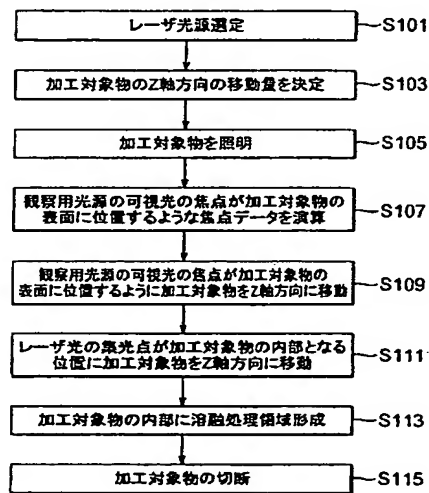 レーザ光源選定
S101
加工対象物のZ軸方向の移動量を決定
S103
加工対象物を照明
S105
観察用光源の可視光の焦点が加工対象物の
表面に位置するような焦点データを演算
S107
観察用光源の可視光の焦点が加工対象物の
表面に位置するように加工対象物をZ軸方向に移動
S109
レーザ光の集光点が加工対象物の内部となる
位置に加工対象物をZ軸方向に移動
S111
加工対象物の内部に溶融処理領域形成
S113
加工対象物の切断
S115